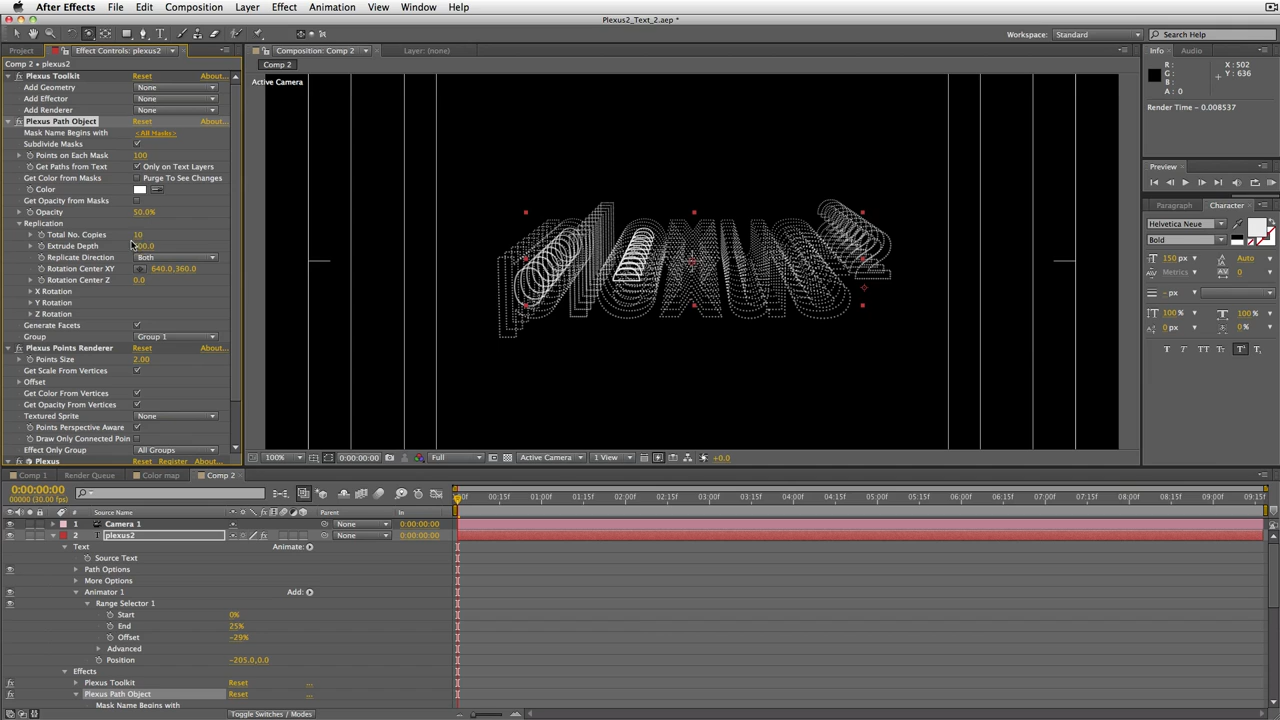 After Effects File Edit Composition Layer Effect Animation View Window Help
Plexus2_Text_2.aep *
Workspace: Standard Search Help
Project Effect Controls: plexus2 Composition: Comp 2 Layer: (none) Info Audio
Comp 2 • plexus2 Comp 2
Plexus Toolkit Reset About...
Add Geometry None
Add Effector None
Add Renderer None
Plexus Path Object Reset About...
Mask Name Begins with <All Masks>
Subdivide Masks
Points on Each Mask 100
Get Paths from Text Only on Text Layers
Get Color from Masks Purge To See Changes
Color
Get Opacity from Masks
Opacity 50.0%
Replication
Total No. Copies 10
Extrude Depth
Replicate Direction Both
Rotation Center XY 640.0,360.0
Rotation Center Z 0.0
X Rotation
Y Rotation
Z Rotation
Generate Facets
Group Group 1
Plexus Points Renderer Reset About...
Points Size 2.00
Get Scale From Vertices
Offset
Get Color From Vertices
Get Opacity From Vertices
Textured Sprite None
Points Perspective Aware
Draw Only Connected Poin
Effect Only Group All Groups
Plexus Reset Register About...
Active Camera
plexus2
100% 0:00:00:00 Full Active Camera 1 View +0.0
R: X: 502
G: Y: 636
B:
A: 0
Render Time - 0.008537
Preview
Paragraph Character
Helvetica Neue
Bold
150 px Auto
Metrics 0
- px
100% 100%
0 px 0%
T T TT Tr T T
Comp 1 Render Queue Color map Comp 2
0:00:00:00
00000 (30.00 fps)
# Source Name Parent In
00:15f 01:00f 01:15f 02:00f 02:15f 03:00f 03:15f 04:00f 04:15f 05:00f 05:15f 06:00f 06:15f 07:00f 07:15f 08:00f 08:15f 09:00f 09:15f
1 Camera 1 None 0:00:00:00
2 plexus2 None 0:00:00:00
Text Animate:
Source Text
Path Options
More Options
Animator 1 Add:
Range Selector 1
Start 0%
End 25%
Offset -29%
Advanced
Position -205.0,0.0
Effects
Plexus Toolkit Reset ...
Plexus Path Object Reset ...
Mask Name Begins with
Toggle Switches / Modes